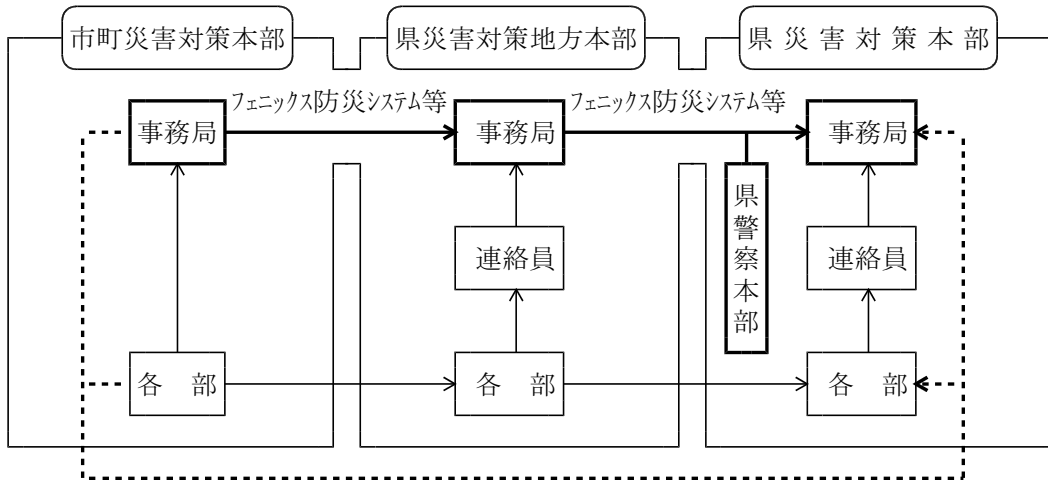 市町災害対策本部
県災害対策地方本部
県災害対策本部
フェニックス防災システム等
フェニックス防災システム等
事務局
事務局
事務局
県警察本部
連絡員
連絡員
各　部
各　部
各　部